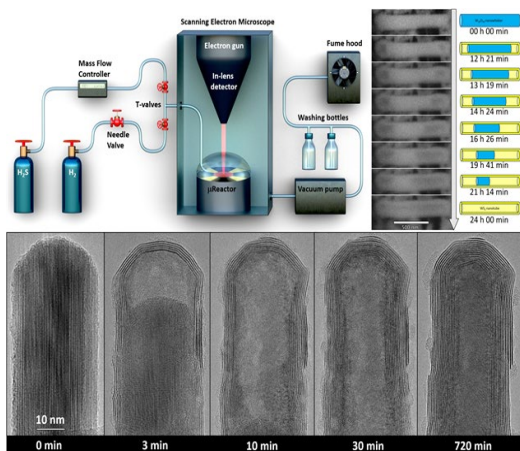 Scanning Electron Microscope
Electron gun
In-lens
detector
Mass Flow
Controller
T-valves
Needle
Valve
H₂S
H₂
µReactor
Fume hood
Washing bottles
Vacuum pump
00 h 00 min
12 h 21 min
13 h 19 min
14 h 24 min
16 h 26 min
19 h 41 min
21 h 14 min
24 h 00 min
10 nm
0 min
3 min
10 min
30 min
720 min